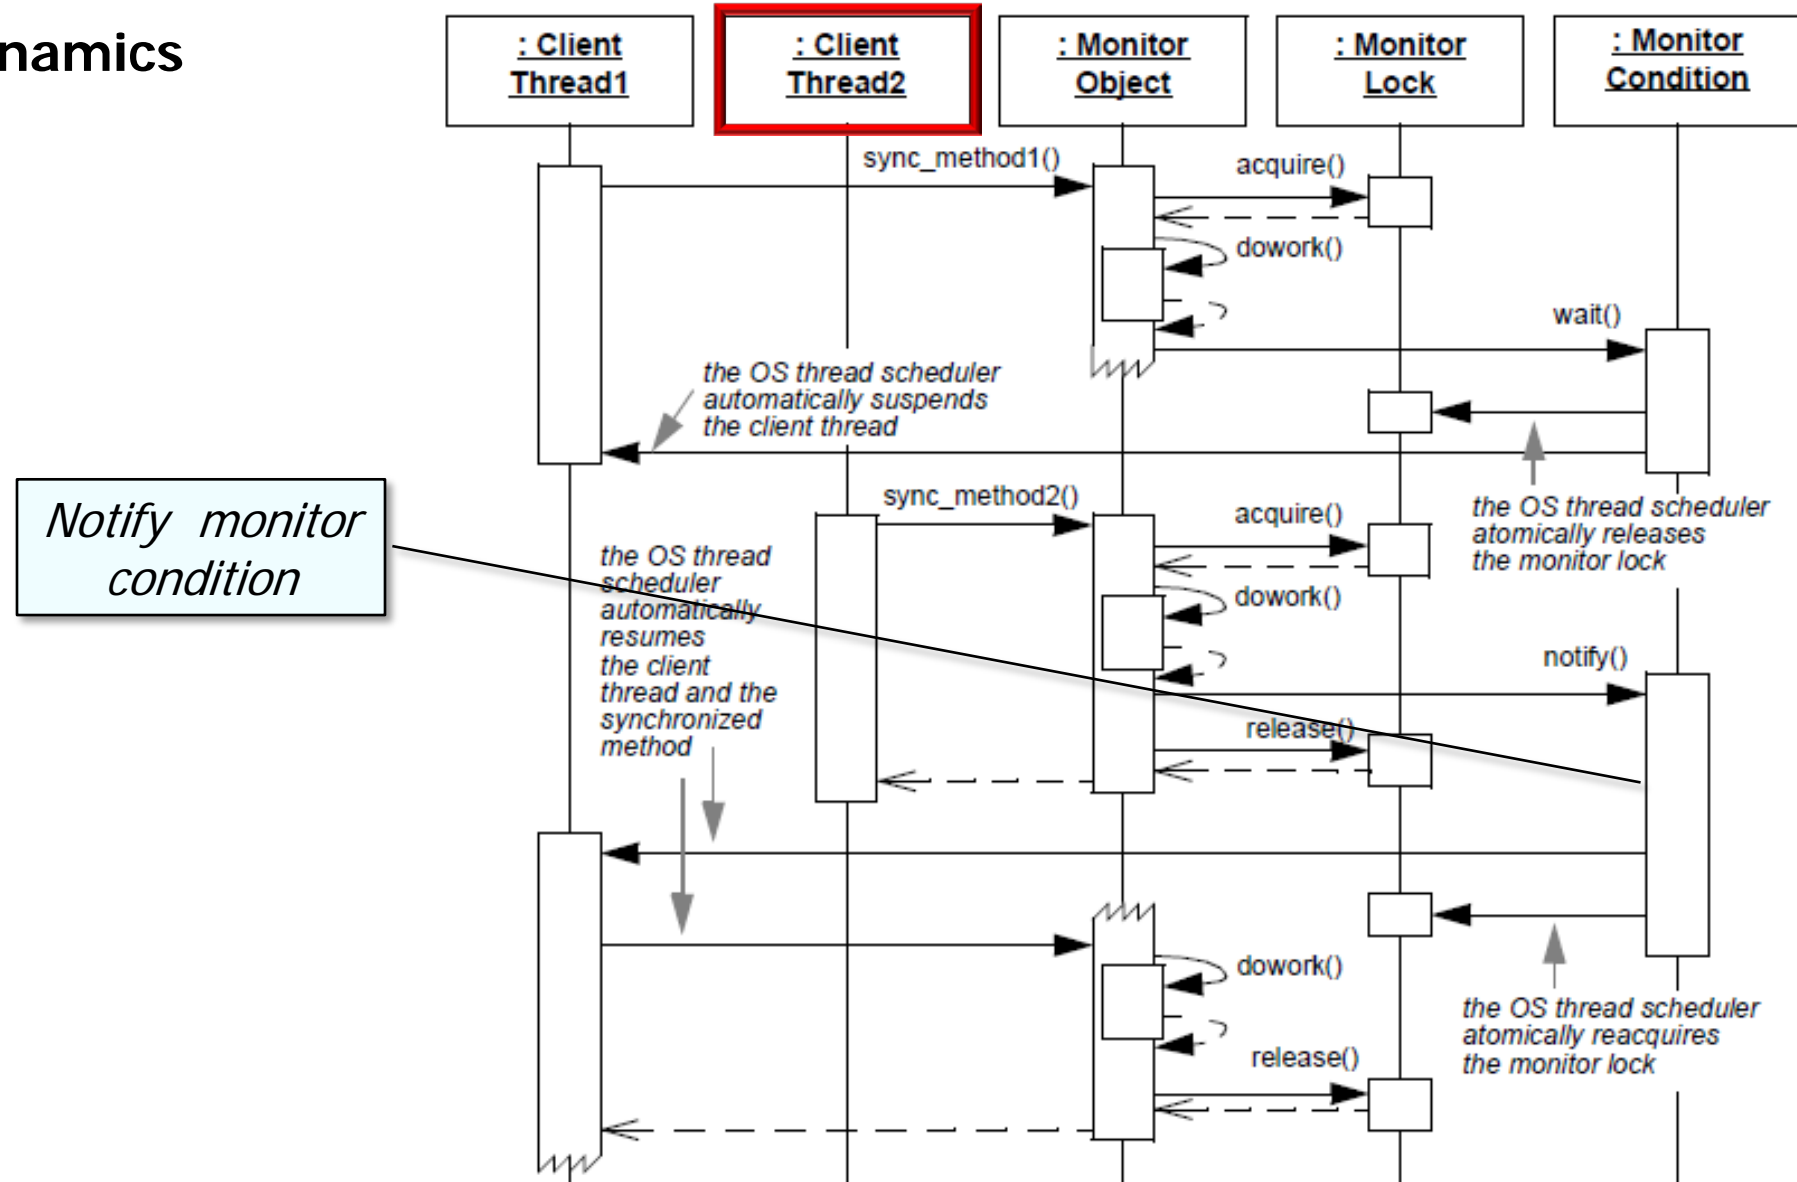 namics
: Client
Thread1
: Client
Thread2
: Monitor
Object
: Monitor
Lock
: Monitor
Condition
sync_method1()
acquire()
dowork()
wait()
the OS thread scheduler
automatically suspends
the client thread
sync_method2()
acquire()
the OS thread scheduler
atomically releases
the monitor lock
Notify monitor
condition
the OS thread
scheduler
automatically
resumes
the client
thread and the
synchronized
method
dowork()
notify()
release()
dowork()
the OS thread scheduler
atomically reacquires
the monitor lock
release()